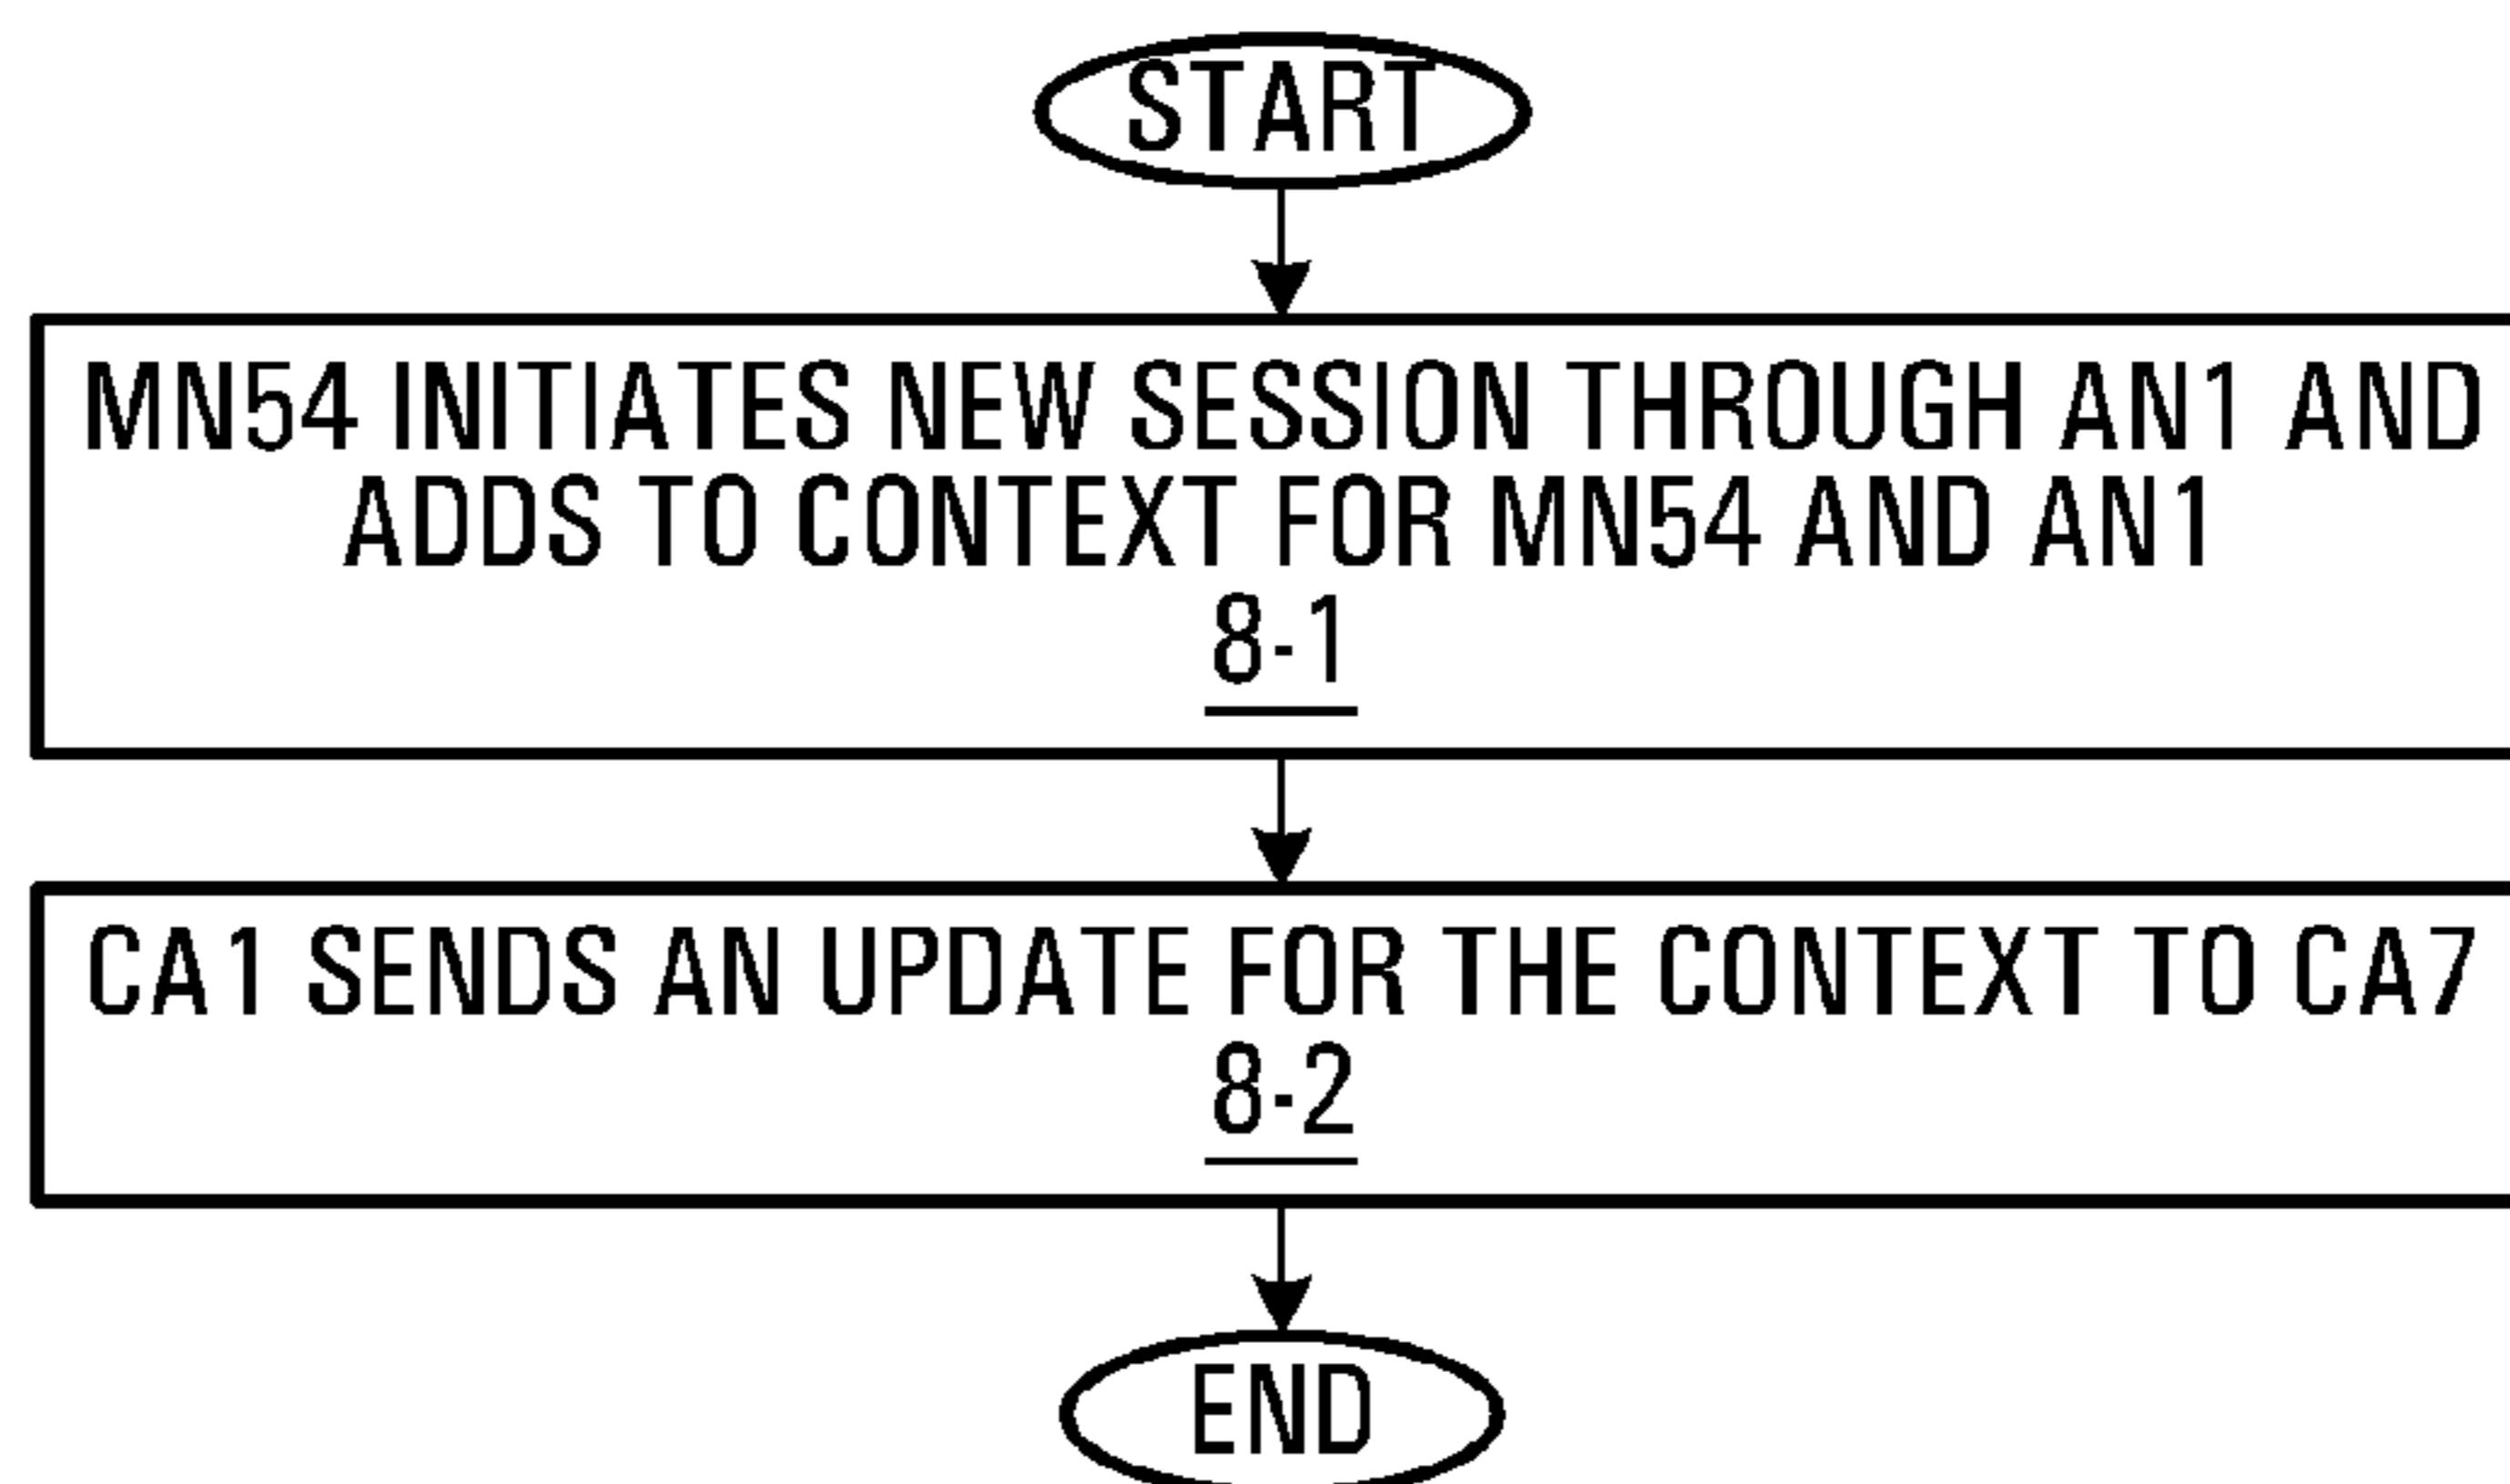 START
MN54 INITIATES NEW SESSION THROUGH AN1 AND
ADDS TO CONTEXT FOR MN54 AND AN1
8-1
CA1 SENDS AN UPDATE FOR THE CONTEXT TO CA7
8-2
END